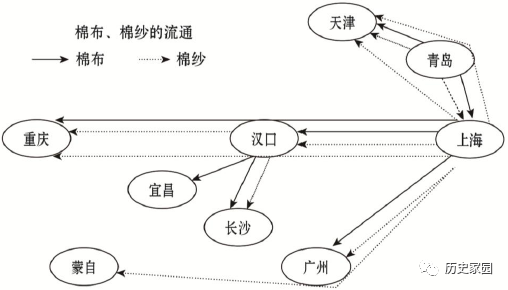 棉布、棉纱的流通
棉布
棉纱
天津
青岛
重庆
汉口
上海
宜昌
长沙
蒙自
广州
历史家园